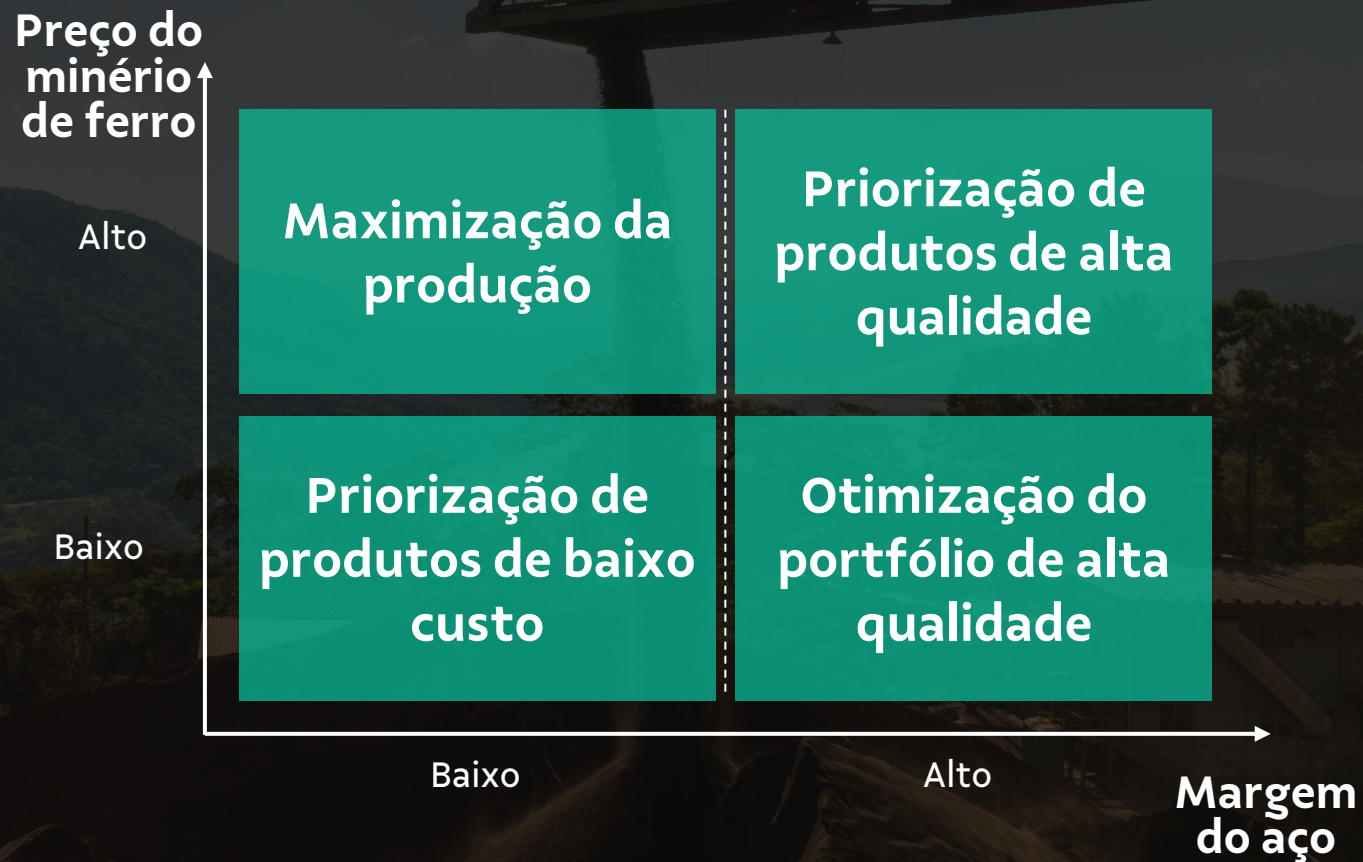 Preço do
minério
de ferro
Alto
Maximização da
produção
Priorização de
produtos de alta
qualidade
Baixo
Priorização de
produtos de baixo
custo
Otimização do
portfólio de alta
qualidade
Baixo
Alto
Margem
do aço